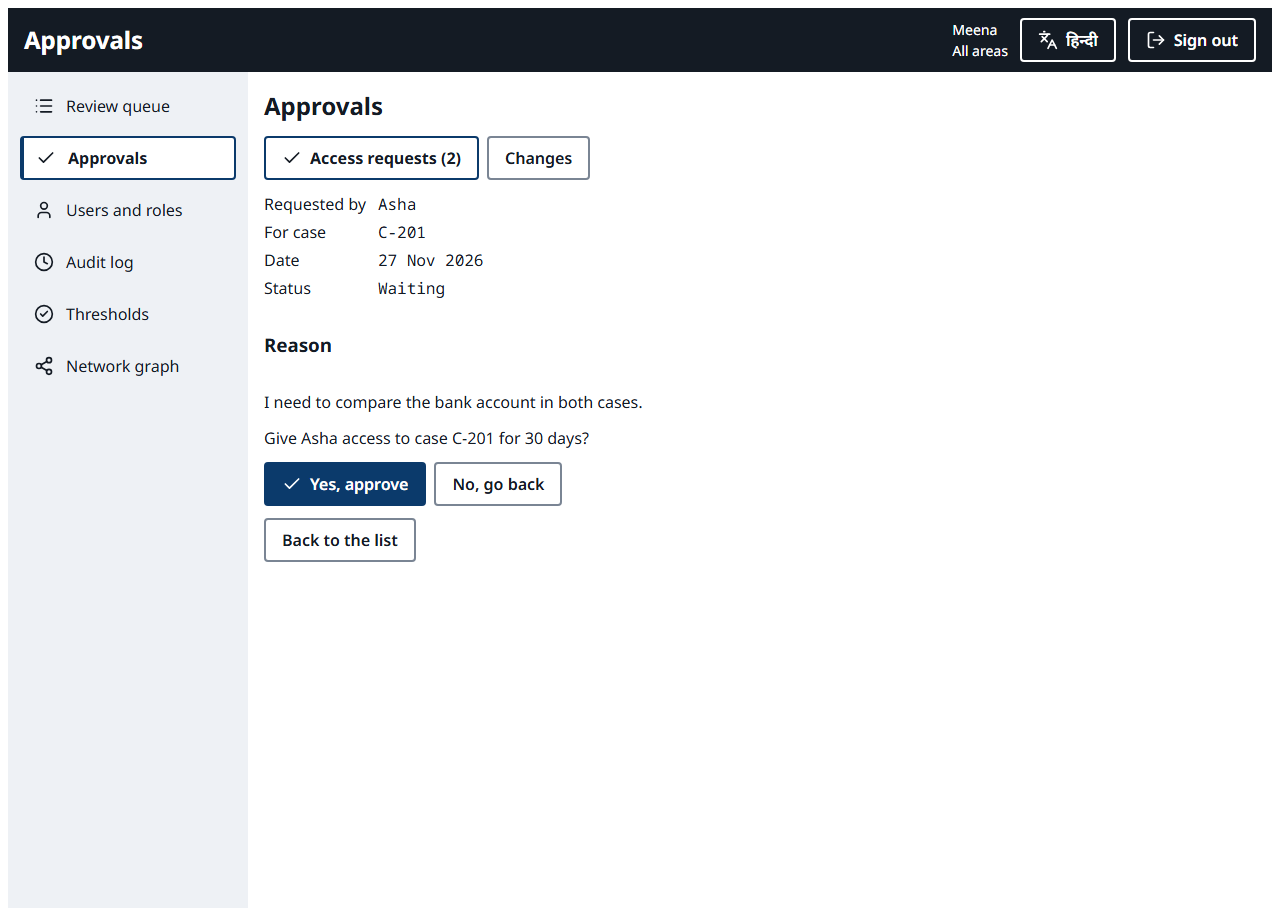 Approvals
Meena
All areas
हिन्दी
Sign out
Review queue
Approvals
Users and roles
Audit log
Thresholds
Network graph
Approvals
Access requests (2)
Changes
Requested by Asha
For case C-201
Date 27 Nov 2026
Status Waiting
Reason
I need to compare the bank account in both cases.
Give Asha access to case C-201 for 30 days?
Yes, approve
No, go back
Back to the list